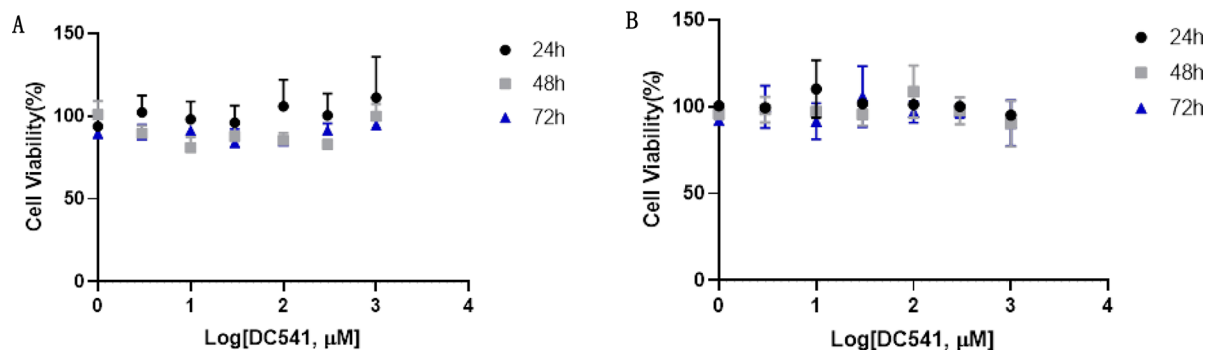 A
Cell Viability(%)
150
100
50
0
0 1 2 3 4
Log[DC541, μM]
24h
48h
72h
B
Cell Viability(%)
150
100
50
0
0 1 2 3 4
Log[DC541, μM]
24h
48h
72h